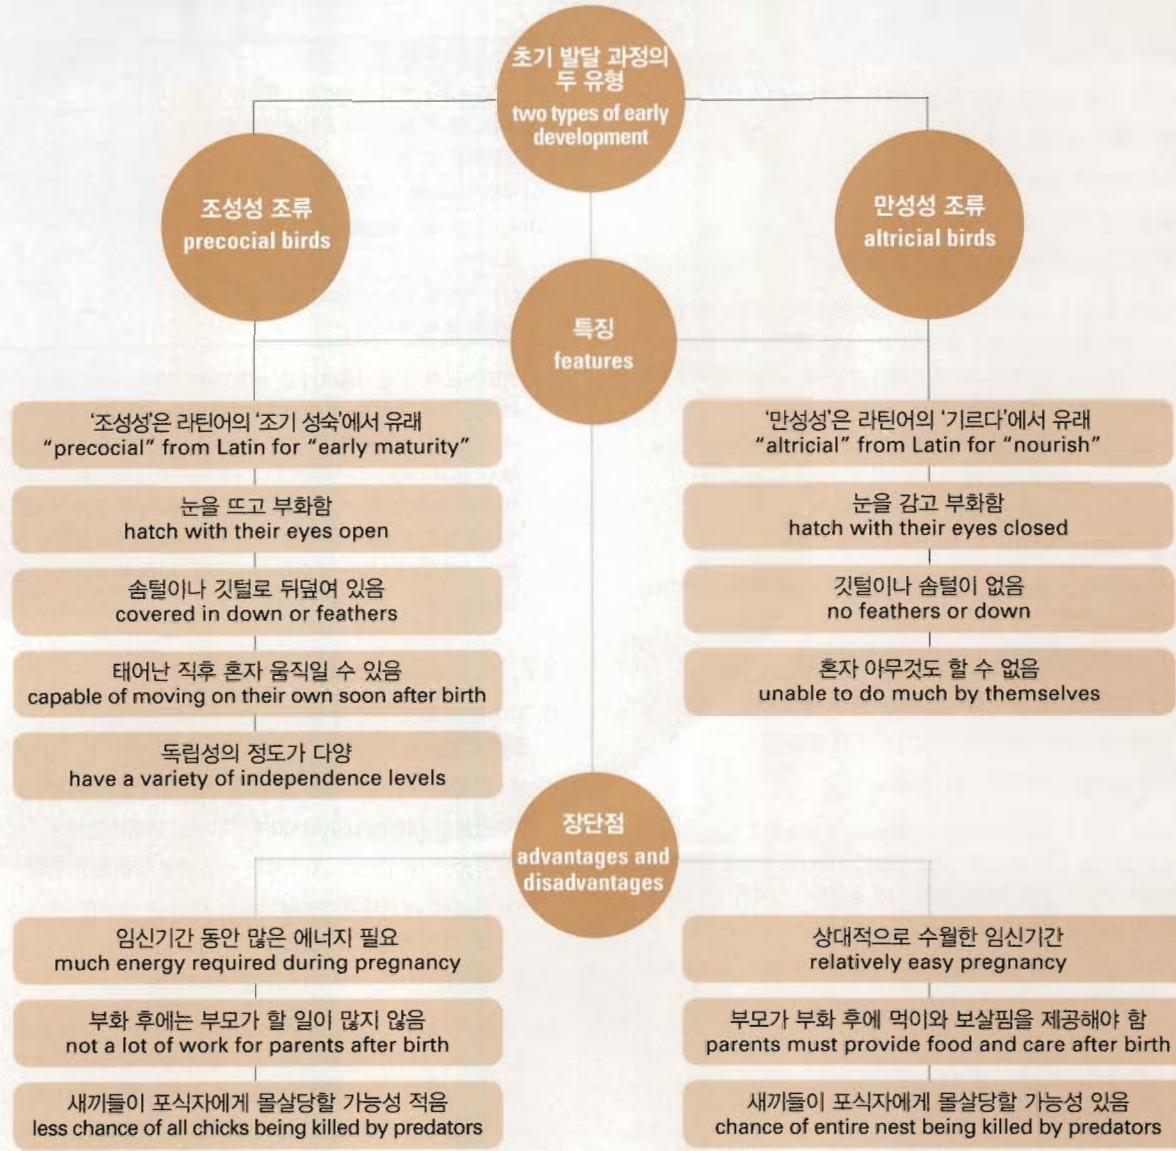 초기 발달 과정의
두 유형
two types of early
development
조성성 조류
precocial birds
만성성 조류
altricial birds
특징
features
'조성성'은 라틴어의 '조기 성숙'에서 유래
“precocial” from Latin for “early maturity”
눈을 뜨고 부화함
hatch with their eyes open
솜털이나 깃털로 뒤덮여 있음
covered in down or feathers
태어난 직후 혼자 움직일 수 있음
capable of moving on their own soon after birth
독립성의 정도가 다양
have a variety of independence levels
'만성성'은 라틴어의 '기르다'에서 유래
“altricial” from Latin for “nourish”
눈을 감고 부화함
hatch with their eyes closed
깃털이나 솜털이 없음
no feathers or down
혼자 아무것도 할 수 없음
unable to do much by themselves
장단점
advantages and
disadvantages
임신기간 동안 많은 에너지 필요
much energy required during pregnancy
부화 후에는 부모가 할 일이 많지 않음
not a lot of work for parents after birth
새끼들이 포식자에게 몰살당할 가능성 적음
less chance of all chicks being killed by predators
상대적으로 수월한 임신기간
relatively easy pregnancy
부모가 부화 후에 먹이와 보살핌을 제공해야 함
parents must provide food and care after birth
새끼들이 포식자에게 몰살당할 가능성 있음
chance of entire nest being killed by predators